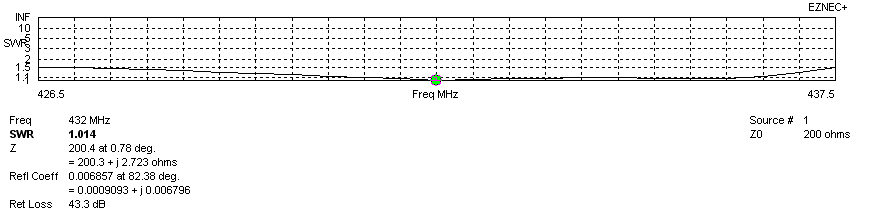 EZNEC+
INF
10
5
SWR
3
2
1.5
1.1
426.5 Freq MHz 437.5
Freq 432 MHz Source # 1
SWR 1.014 Z0 200 ohms
Z 200.4 at 0.78 deg.
= 200.3 + j 2.723 ohms
Refl Coeff 0.006857 at 82.38 deg.
= 0.0009093 + j 0.006796
Ret Loss 43.3 dB